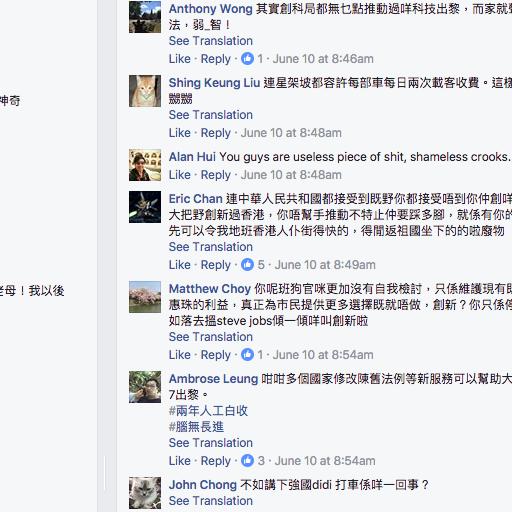 神奇
老母！我以後
Anthony Wong 其實創科局都無乜點推動過咩科技出黎，而家就
法，弱_智！
See Translation
Like · Reply · 1 · June 10 at 8:46am
Shing Keung Liu 連星架坡都容許每部車每日兩次載客收費。這樣
嬲嬲
See Translation
Like · Reply · June 10 at 8:48am
Alan Hui You guys are useless piece of shit, shameless crooks.
Like · Reply · June 10 at 8:48am
Eric Chan 連中華人民共和國都接受到既野你都接受唔到你仲創咩
大把野創新過香港，你唔幫手推動不特止仲要踩多腳，就係有你的
先可以令我地班香港人仆街得快的，得閒返祖國坐下的的啦廢物
See Translation
Like · Reply · 5 · June 10 at 8:49am
Matthew Choy 你呢班狗官咪更加沒有自我檢討，只係維護現有既
惠珠的利益，真正為市民提供更多選擇既就唔做，創新？你只係停
如落去搵steve jobs傾一傾咩叫創新啦
See Translation
Like · Reply · 1 · June 10 at 8:54am
Ambrose Leung 咁咁多個國家修改陳舊法例等新服務可以幫助大
7出黎。
#兩年人工白收
#腦無長進
See Translation
Like · Reply · 3 · June 10 at 8:54am
John Chong 不如講下強國didi 打車係咩一回事？
See Translation